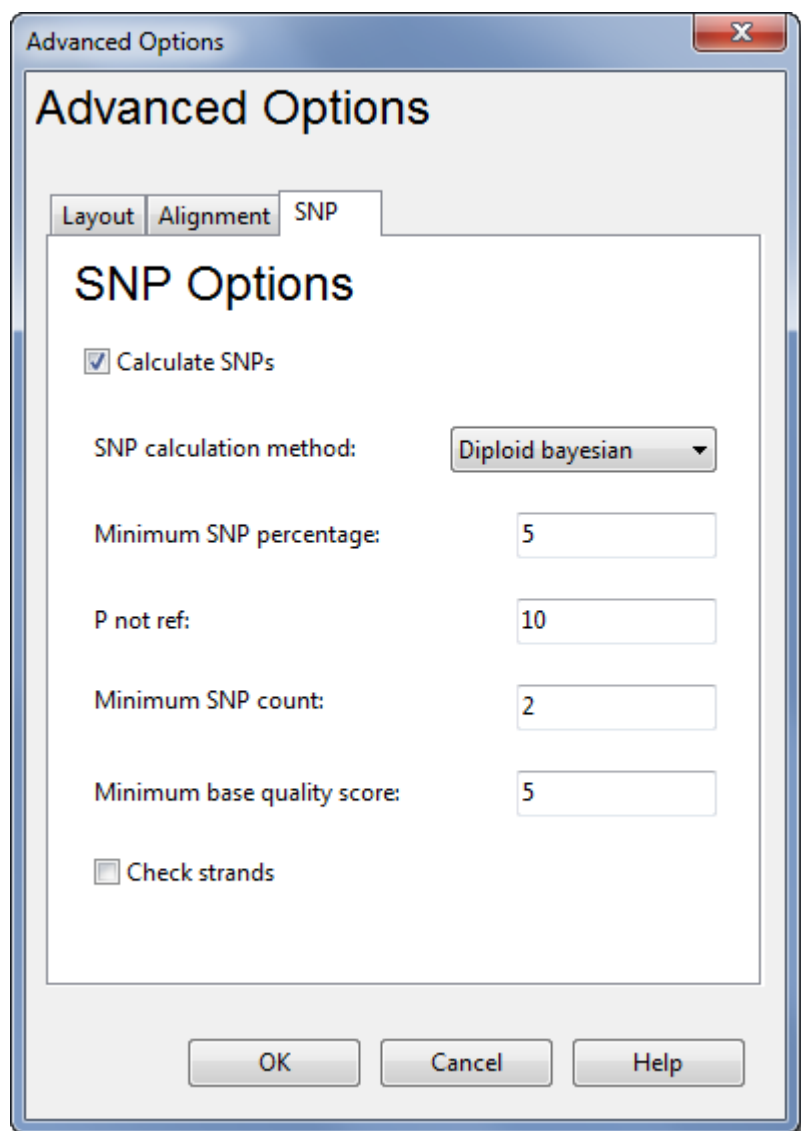 Advanced Options
Advanced Options
Layout Alignment SNP
SNP Options
Calculate SNPs
SNP calculation method: Diploid bayesian
Minimum SNP percentage: 5
P not ref: 10
Minimum SNP count: 2
Minimum base quality score: 5
Check strands
OK Cancel Help